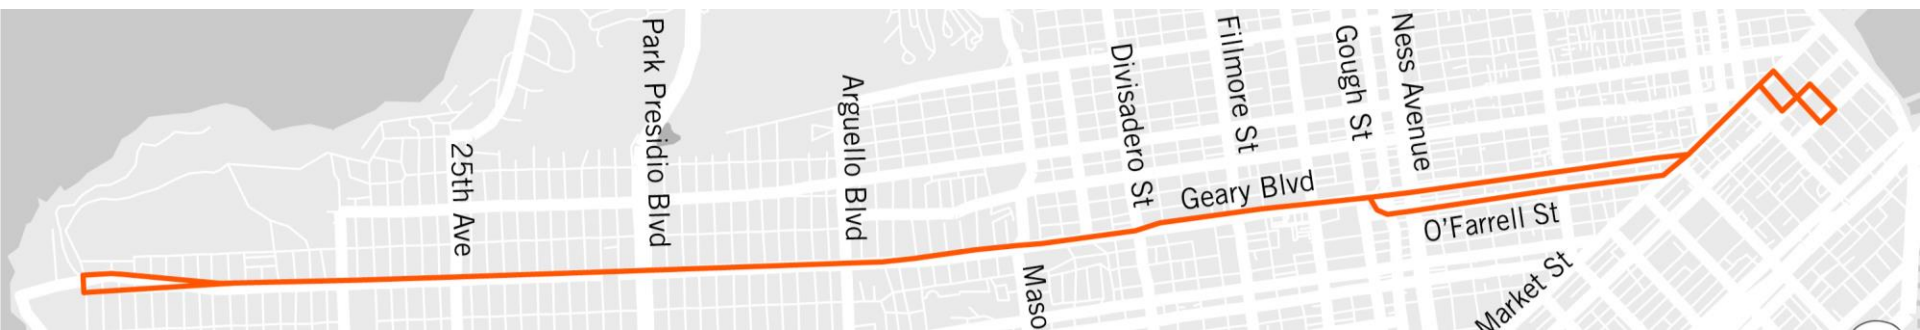 25th Ave
Park Presidio Blvd
Arguello Blvd
Maso
Divisadero St
Fillmore St
Geary Blvd
Gough St
Ness Avenue
O'Farrell St
Market St